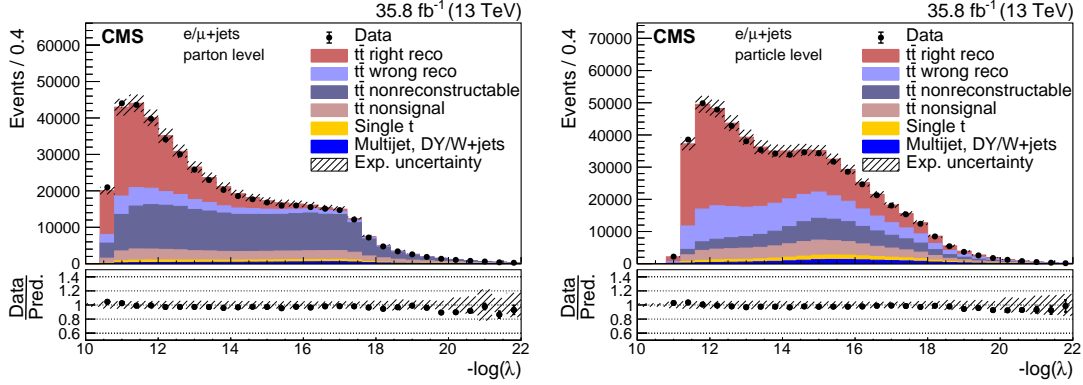 35.8 fb⁻¹ (13 TeV)
CMS
e/μ+jets
parton level
Data
tt̄ right reco
tt̄ wrong reco
tt̄ nonreconstructable
tt̄ nonsignal
Single t
Multijet, DY/W+jets
Exp. uncertainty
Events / 0.4
60000
50000
40000
30000
20000
10000
0
Data
Pred.
1.4
1.2
1
0.8
0.6
10 12 14 16 18 20 22
-log(λ)
35.8 fb⁻¹ (13 TeV)
CMS
e/μ+jets
particle level
Data
tt̄ right reco
tt̄ wrong reco
tt̄ nonreconstructable
tt̄ nonsignal
Single t
Multijet, DY/W+jets
Exp. uncertainty
Events / 0.4
70000
60000
50000
40000
30000
20000
10000
0
Data
Pred.
1.4
1.2
1
0.8
0.6
10 12 14 16 18 20 22
-log(λ)